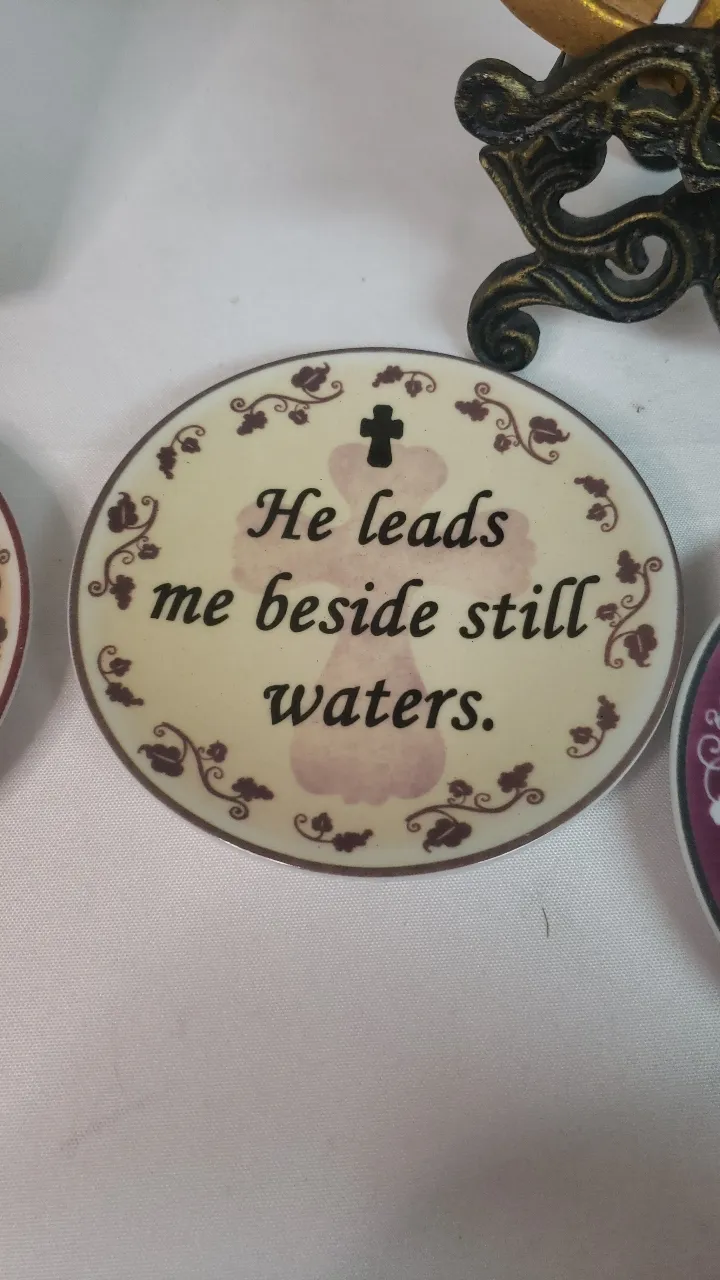 He leads
me beside still
waters.